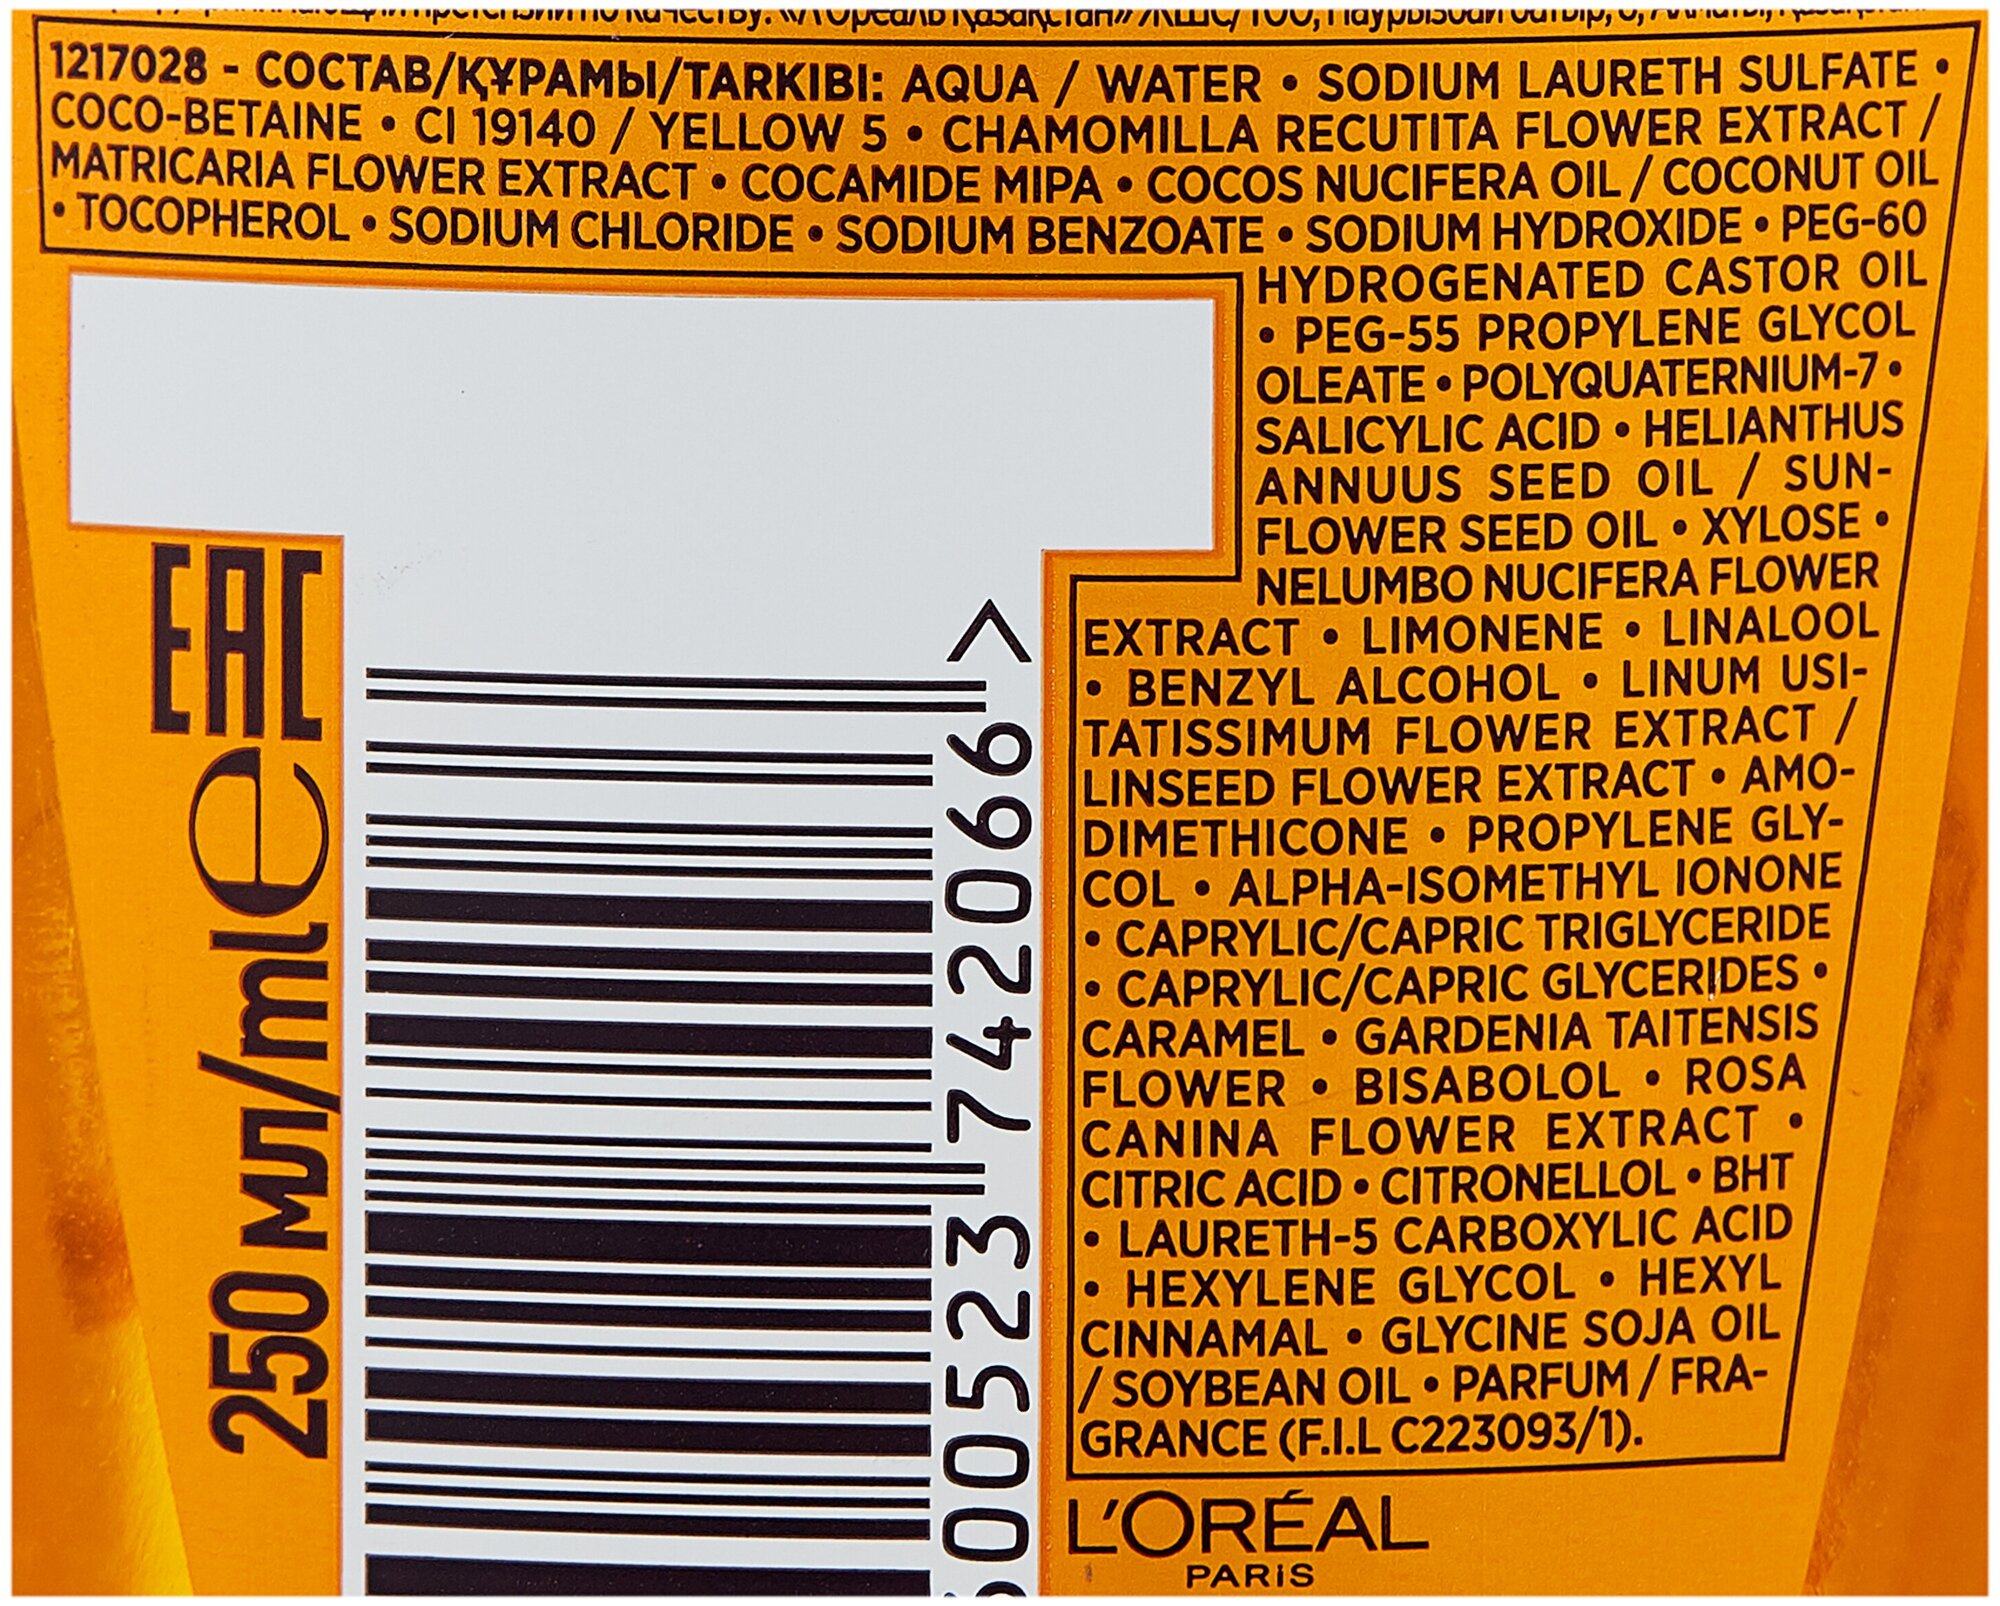 качеству. «Л'Ореаль Қазақстан» ЖШС/ТОО,
1217028 - СОСТАВ/ҚҰРАМЫ/TARKIBI: AQUA / WATER • SODIUM LAURETH SULFATE •
COCO-BETAINE • CI 19140 / YELLOW 5 • CHAMOMILLA RECUTITA FLOWER EXTRACT /
MATRICARIA FLOWER EXTRACT • COCAMIDE MIPA • COCOS NUCIFERA OIL / COCONUT OIL
• TOCOPHEROL • SODIUM CHLORIDE • SODIUM BENZOATE • SODIUM HYDROXIDE • PEG-60
HYDROGENATED CASTOR OIL
• PEG-55 PROPYLENE GLYCOL
OLEATE • POLYQUATERNIUM-7 •
SALICYLIC ACID • HELIANTHUS
ANNUUS SEED OIL / SUN-
FLOWER SEED OIL • XYLOSE •
NELUMBO NUCIFERA FLOWER
EXTRACT • LIMONENE • LINALOOL
• BENZYL ALCOHOL • LINUM USI-
TATISSIMUM FLOWER EXTRACT /
LINSEED FLOWER EXTRACT • AMO-
DIMETHICONE • PROPYLENE GLY-
COL • ALPHA-ISOMETHYL IONONE
• CAPRYLIC/CAPRIC TRIGLYCERIDE
• CAPRYLIC/CAPRIC GLYCERIDES •
CARAMEL • GARDENIA TAITENSIS
FLOWER • BISABOLOL • ROSA
CANINA FLOWER EXTRACT •
CITRIC ACID • CITRONELLOL • BHT
• LAURETH-5 CARBOXYLIC ACID
• HEXYLENE GLYCOL • HEXYL
CINNAMAL • GLYCINE SOJA OIL
/ SOYBEAN OIL • PARFUM / FRA-
GRANCE (F.I.L C223093/1).
EAC
250 мл/ml e
600523 742066 >
L'ORÉAL
PARIS